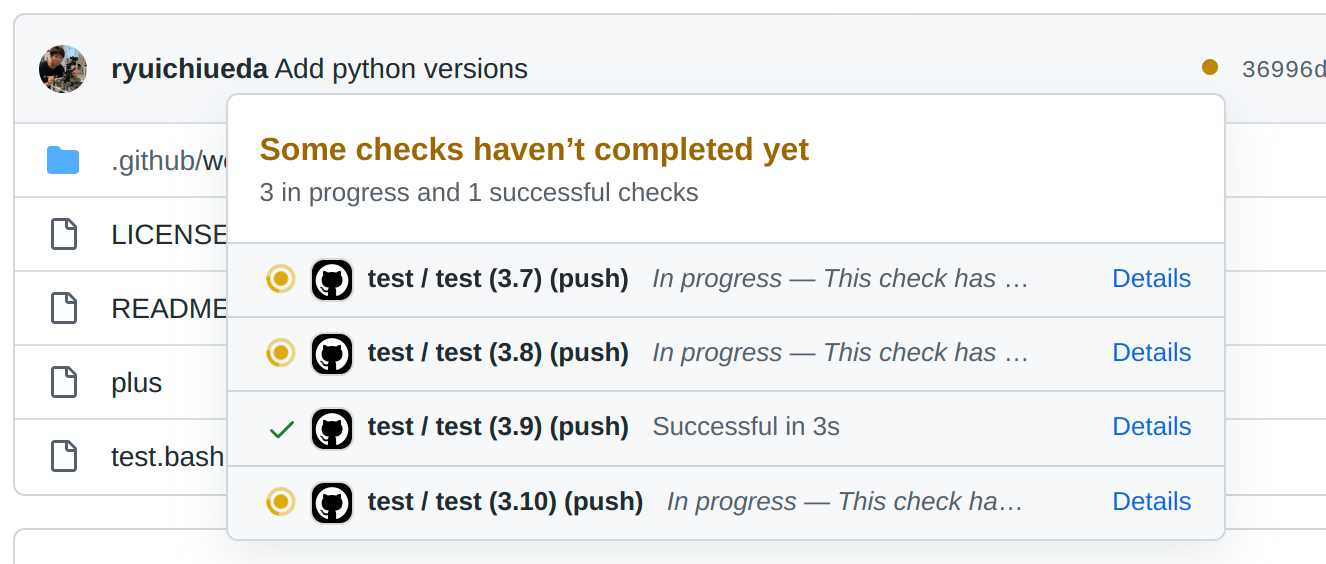 ryuichiueda Add python versions 36996d
Some checks haven't completed yet
3 in progress and 1 successful checks
.github/w
LICENSE
README
plus
test.bash
test / test (3.7) (push) In progress — This check has … Details
test / test (3.8) (push) In progress — This check has … Details
test / test (3.9) (push) Successful in 3s Details
test / test (3.10) (push) In progress — This check ha… Details